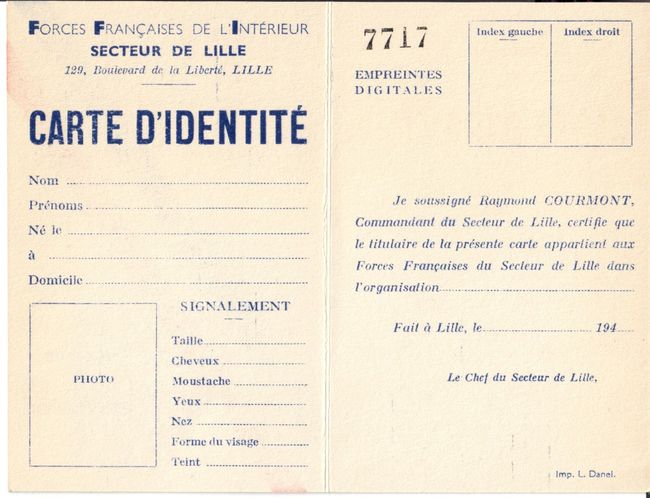 FORCES FRANÇAISES DE L'INTÉRIEUR
SECTEUR DE LILLE
129, Boulevard de la Liberté, LILLE
CARTE D'IDENTITÉ
Nom
Prénoms
Né le
à
Domicile
PHOTO
SIGNALEMENT
Taille
Cheveux
Moustache
Yeux
Nez
Forme du visage
Teint
7717
EMPREINTES
DIGITALES
Index gauche
Index droit
Je soussigné Raymond COURMONT,
Commandant du Secteur de Lille, certifie que
le titulaire de la présente carte appartient aux
Forces Françaises du Secteur de Lille dans
l'organisation
Fait à Lille, le 194
Le Chef du Secteur de Lille,
Imp. L. Danel.